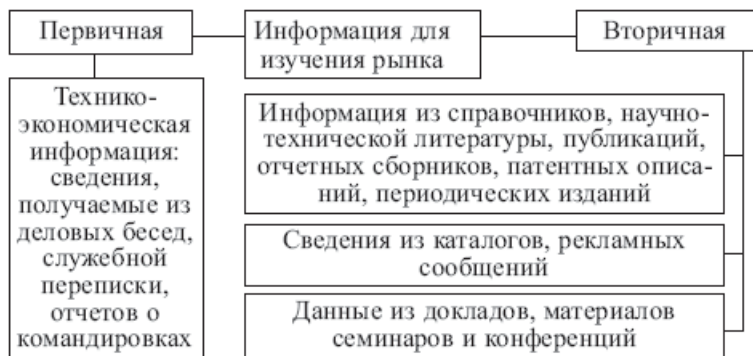 Первичная
Информация для
изучения рынка
Вторичная
Технико-
экономическая
информация:
сведения,
получаемые из
деловых бесед,
служебной
переписки,
отчетов о
командировках
Информация из справочников, научно-
технической литературы, публикаций,
отчетных сборников, патентных описа-
ний, периодических изданий
Сведения из каталогов, рекламных
сообщений
Данные из докладов, материалов
семинаров и конференций